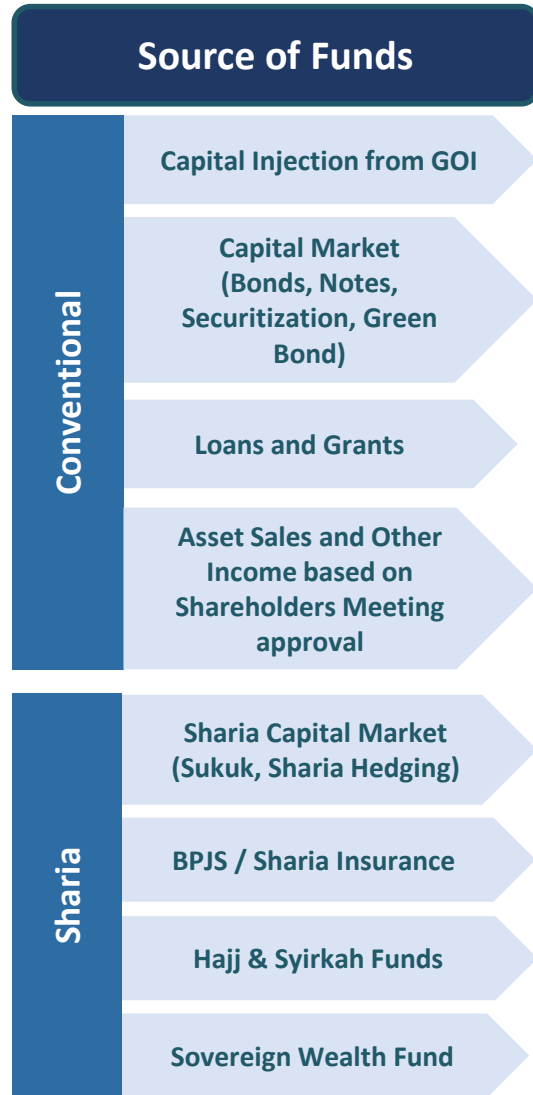 Source of Funds
Conventional
Capital Injection from GOI
Capital Market
(Bonds, Notes,
Securitization, Green
Bond)
Loans and Grants
Asset Sales and Other
Income based on
Shareholders Meeting
approval
Sharia
Sharia Capital Market
(Sukuk, Sharia Hedging)
BPJS / Sharia Insurance
Hajj & Syirkah Funds
Sovereign Wealth Fund